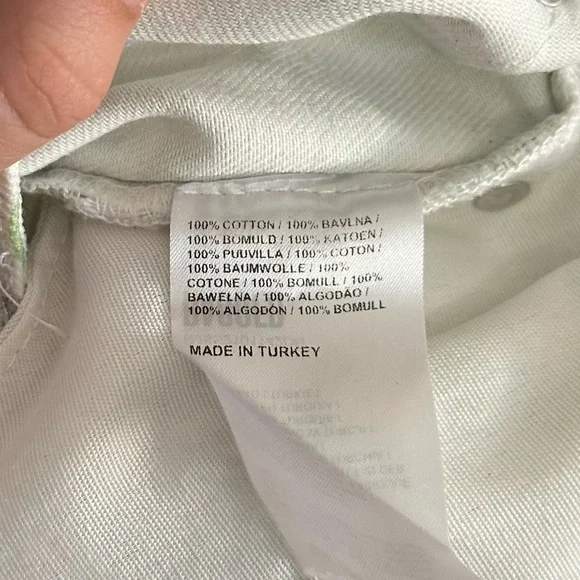 100% COTTON / 100% BAVLNA /
100% BOMULD / 100% KATOEN /
100% PUUVILLA / 100% COTON /
100% BAUMWOLLE / 100%
COTONE / 100% BOMULL / 100%
BAWEŁNA / 100% ALGODÃO /
100% ALGODÓN / 100% BOMULL
MADE IN TURKEY